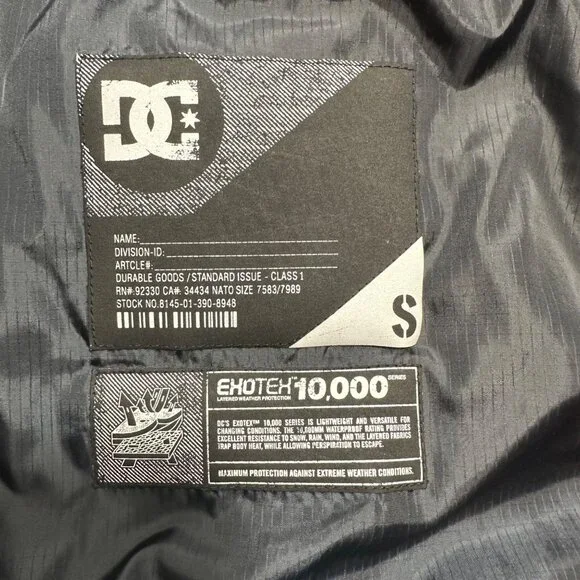 DC
NAME:
DIVISION-ID:
ARTCLE#:
DURABLE GOODS / STANDARD ISSUE - CLASS 1
RN#:92330 CA#: 34434 NATO SIZE 7583/7989
STOCK NO.8145-01-390-8948
S
EXOTEX™ 10,000 SERIES
LAYERED WEATHER PROTECTION
DC'S EXOTEX™ 10,000 SERIES IS LIGHTWEIGHT AND VERSATILE FOR
CHANGING CONDITIONS. THE 10,000MM WATERPROOF RATING PROVIDES
EXCELLENT RESISTANCE TO SNOW, RAIN, WIND, AND THE LAYERED FABRICS
TRAP BODY HEAT, WHILE ALLOWING PERSPIRATION TO ESCAPE.
MAXIMUM PROTECTION AGAINST EXTREME WEATHER CONDITIONS.